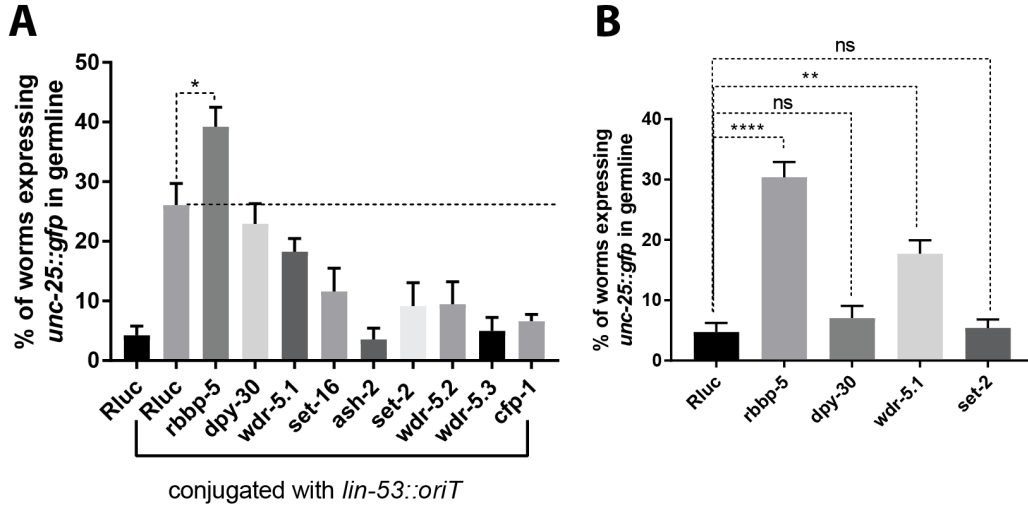 A
% of worms expressing
unc-25::gfp in germline
50
40
30
20
10
0
*
Rluc
Rluc
rbbp-5
dpy-30
wdr-5.1
set-16
ash-2
set-2
wdr-5.2
wdr-5.3
cfp-1
conjugated with lin-53::oriT
B
% of worms expressing
unc-25::gfp in germline
40
30
20
10
0
ns
**
ns
****
Rluc
rbbp-5
dpy-30
wdr-5.1
set-2